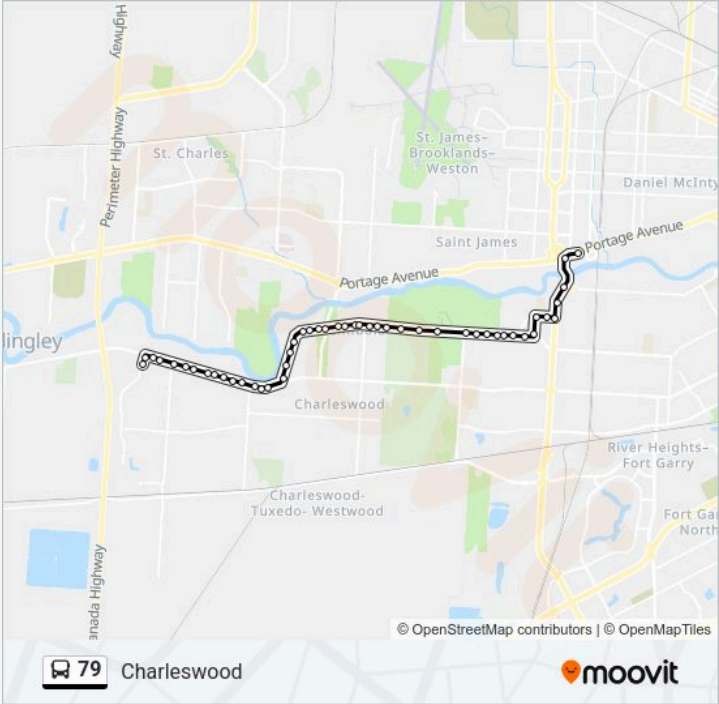 Highway
Perimeter Highway
St. Charles
St. James–
Brooklands–
Weston
Daniel McInty
Saint James
Portage Avenue
Portage Avenue
lingley
Charleswood
River Heights–
Fort Garry
Charleswood-
Tuxedo- Westwood
Fort Gar
North
anada Highway
© OpenStreetMap contributors | © OpenMapTiles
79 Charleswood
moovit